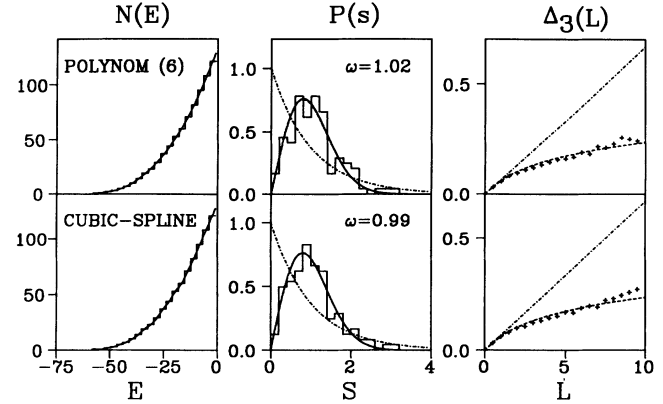 N(E) P(s) Δ₃(L)
POLYNOM (6) ω=1.02
100 50 0
1.0 0.5 0.0
0.5 0.0
CUBIC-SPLINE ω=0.99
100 50 0
1.0 0.5 0.0
0.5 0.0
-75 -50 -25 0
0 2 4
0 5 10
E S L